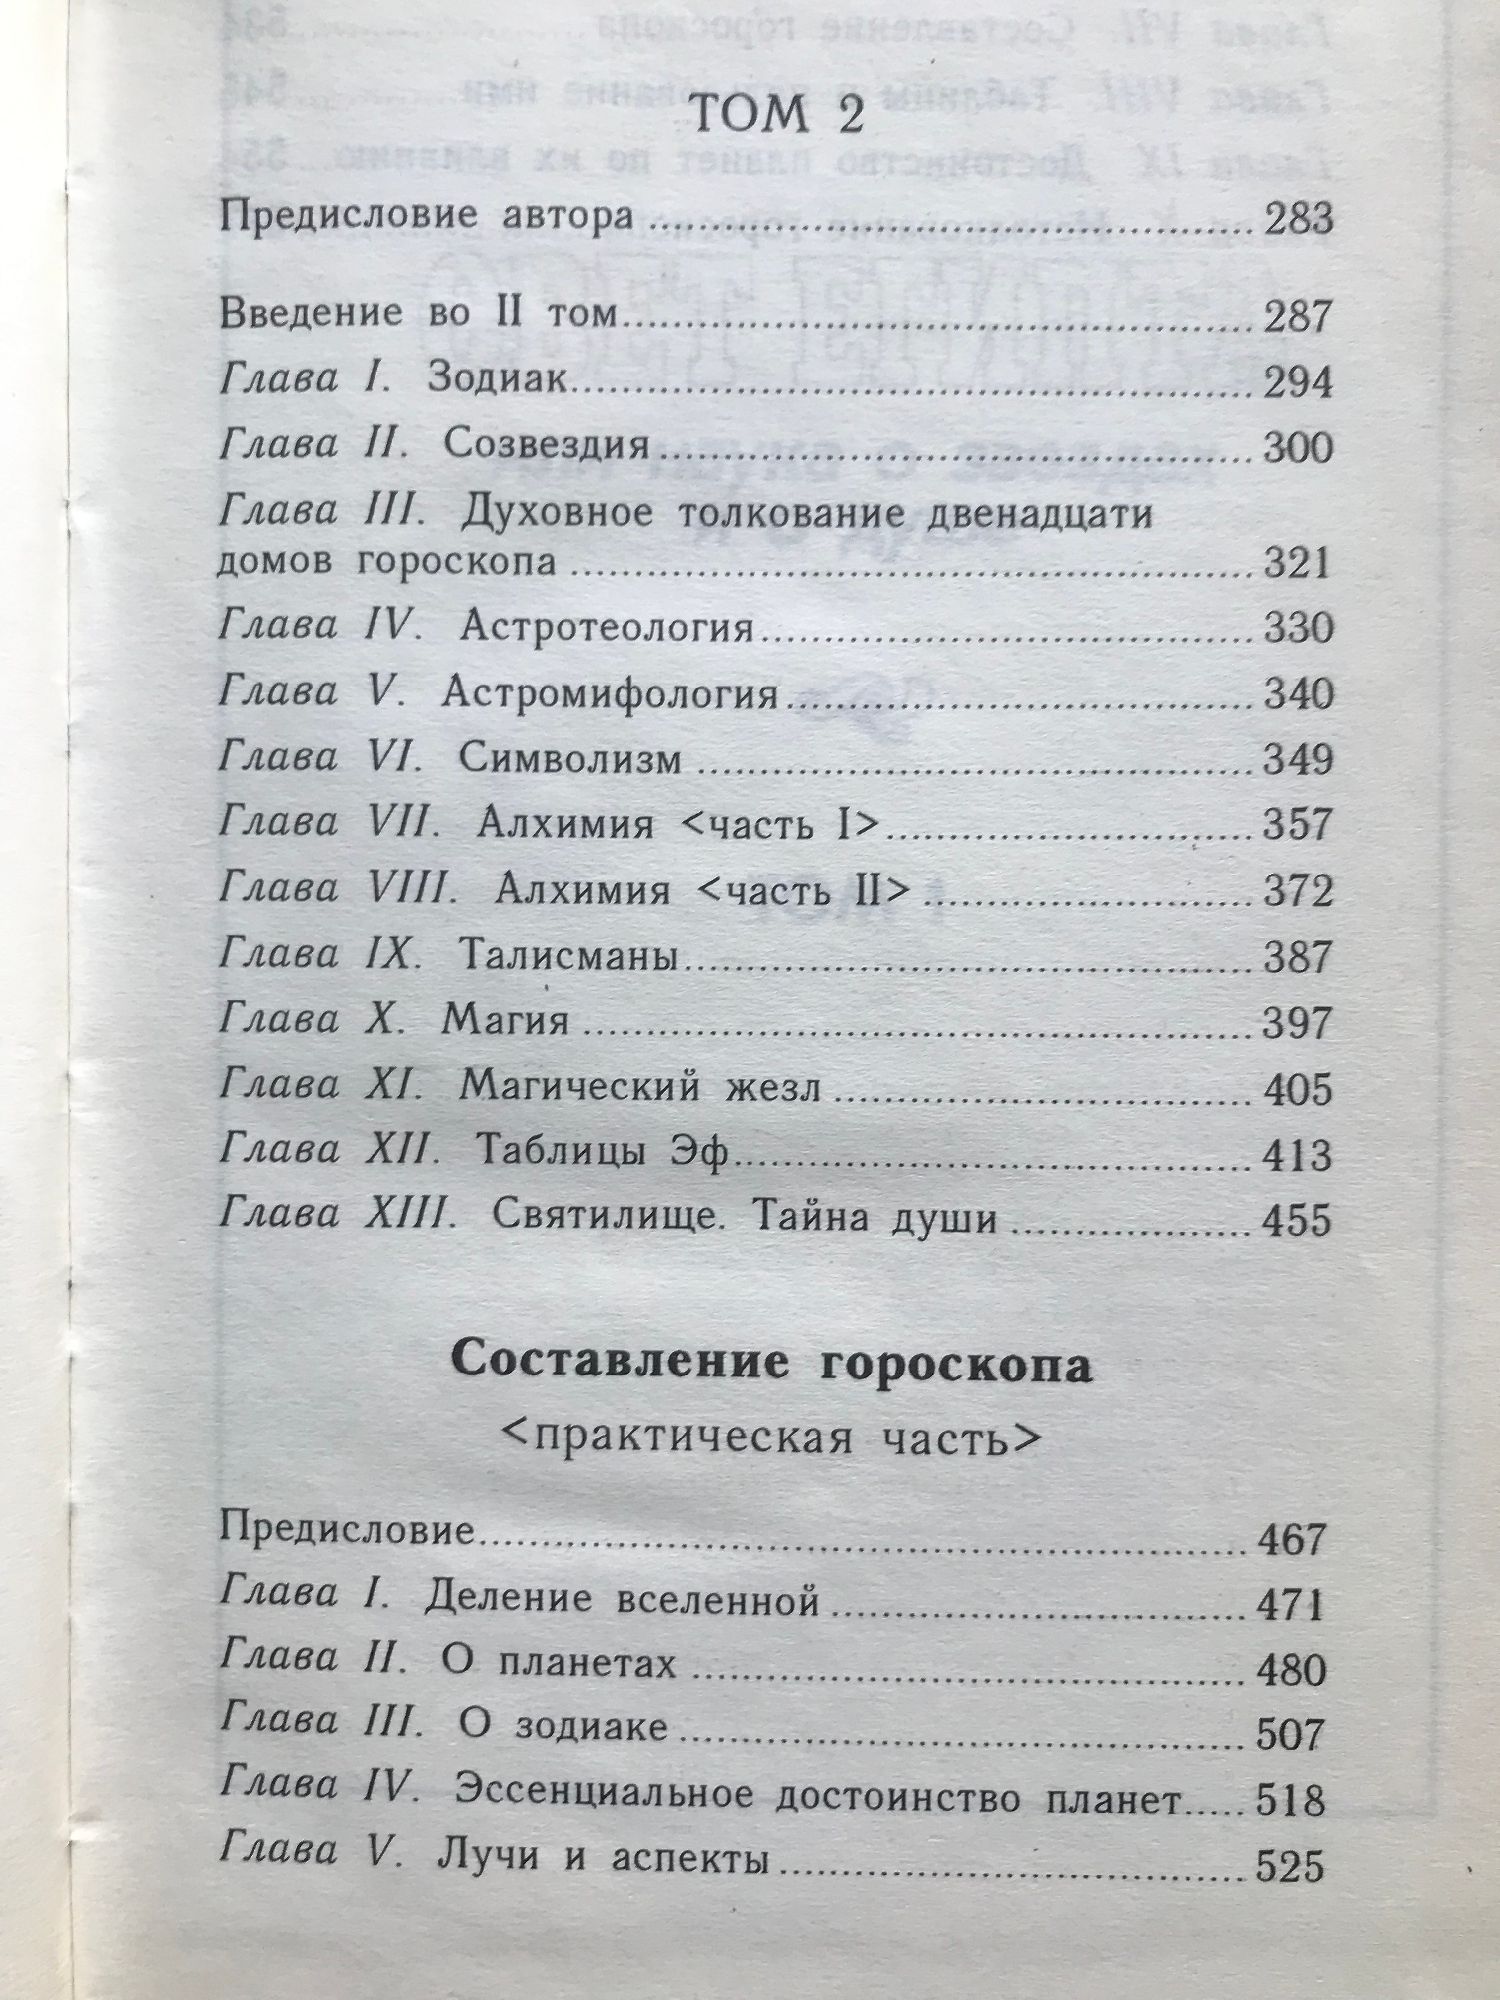 ТОМ 2
Предисловие автора ........ 283
Введение во II том ........ 287
Глава I. Зодиак ........ 294
Глава II. Созвездия ........ 300
Глава III. Духовное толкование двенадцати
домов гороскопа ........ 321
Глава IV. Астротеология ........ 330
Глава V. Астромифология ........ 340
Глава VI. Символизм ........ 349
Глава VII. Алхимия <часть I> ........ 357
Глава VIII. Алхимия <часть II> ........ 372
Глава IX. Талисманы ........ 387
Глава X. Магия ........ 397
Глава XI. Магический жезл ........ 405
Глава XII. Таблицы Эф ........ 413
Глава XIII. Святилище. Тайна души ........ 455
Составление гороскопа
<практическая часть>
Предисловие ........ 467
Глава I. Деление вселенной ........ 471
Глава II. О планетах ........ 480
Глава III. О зодиаке ........ 507
Глава IV. Эссенциальное достоинство планет ..... 518
Глава V. Лучи и аспекты ........ 525